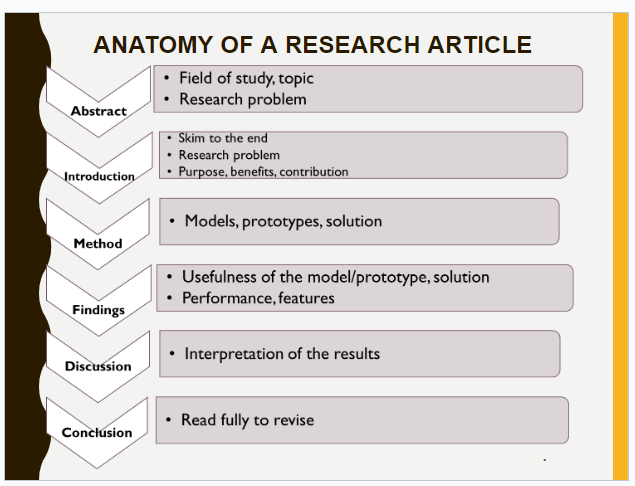 ANATOMY OF A RESEARCH ARTICLE
Abstract
• Field of study, topic
• Research problem
Introduction
• Skim to the end
• Research problem
• Purpose, benefits, contribution
Method
• Models, prototypes, solution
Findings
• Usefulness of the model/prototype, solution
• Performance, features
Discussion
• Interpretation of the results
Conclusion
• Read fully to revise
.